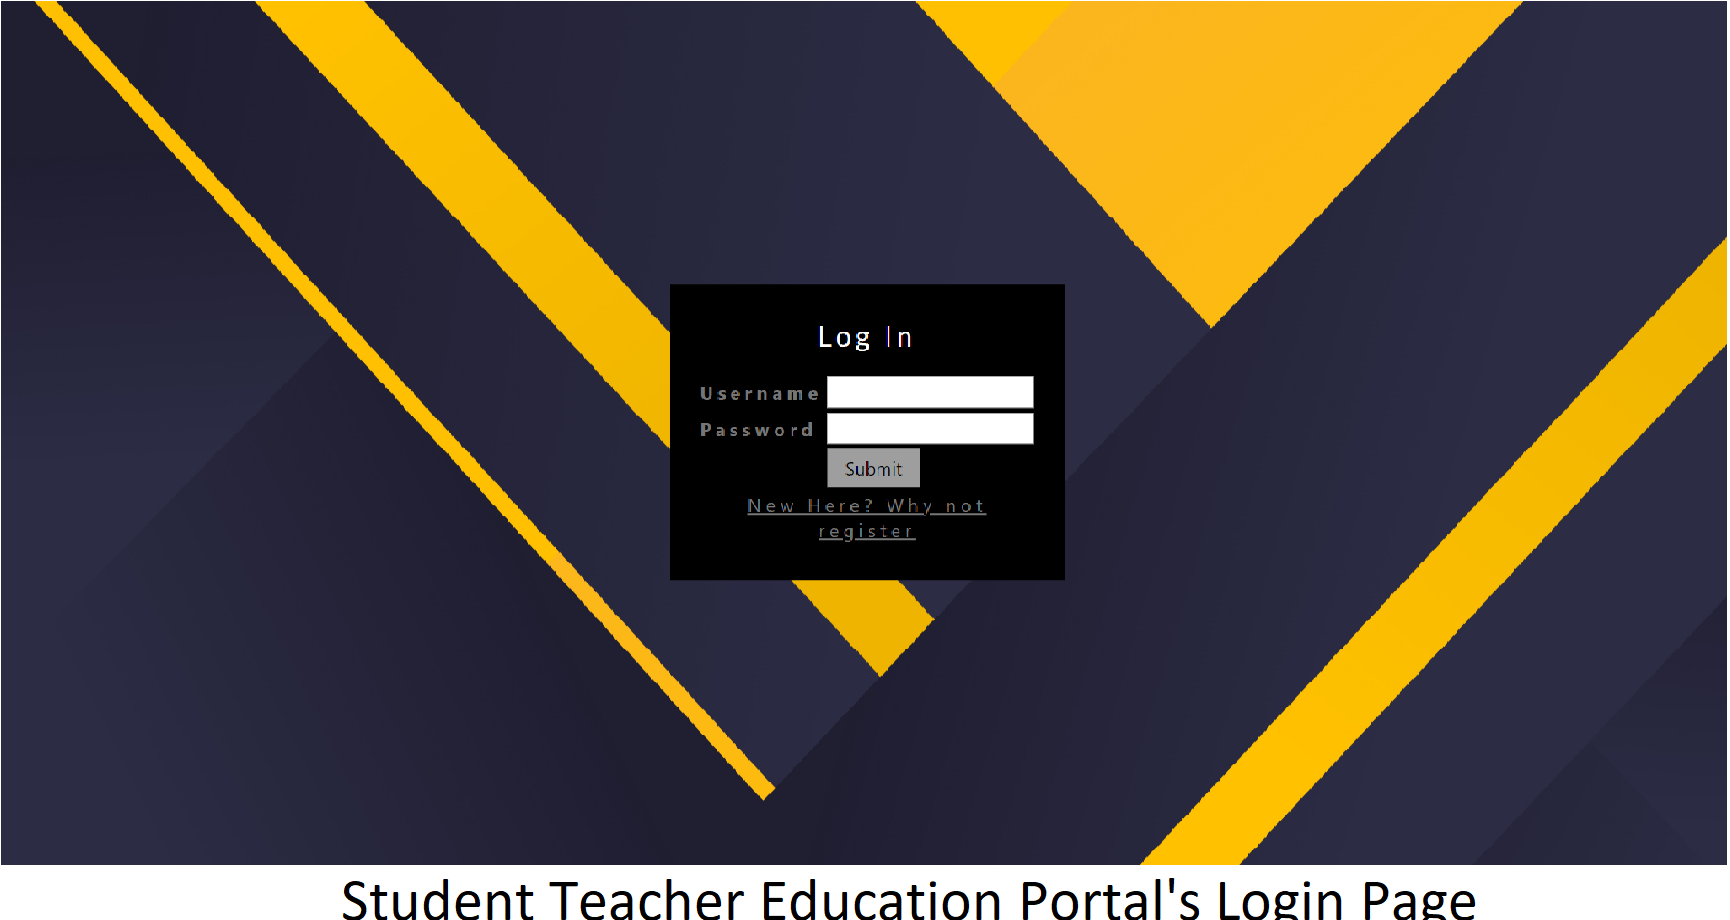 Log In
Username
Password
Submit
New Here? Why not
register
Student Teacher Education Portal's Login Page